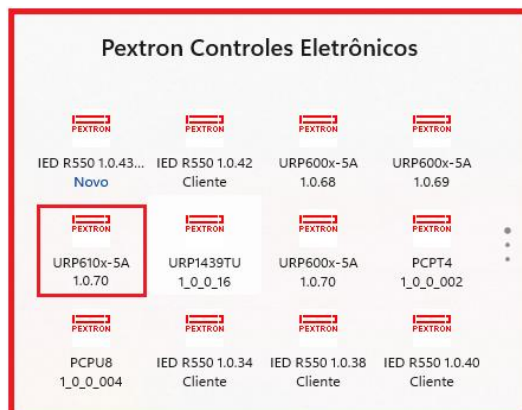 Pextron Controles Eletrônicos
PEXTRON PEXTRON PEXTRON PEXTRON
IED R550 1.0.43... IED R550 1.0.42 URP600x-5A URP600x-5A
Novo Cliente 1.0.68 1.0.69
PEXTRON PEXTRON PEXTRON PEXTRON
URP610x-5A URP1439TU URP600x-5A PCPT4
1.0.70 1_0_0_16 1.0.70 1_0_0_002
PEXTRON PEXTRON PEXTRON PEXTRON
PCPU8 IED R550 1.0.34 IED R550 1.0.38 IED R550 1.0.40
1_0_0_004 Cliente Cliente Cliente